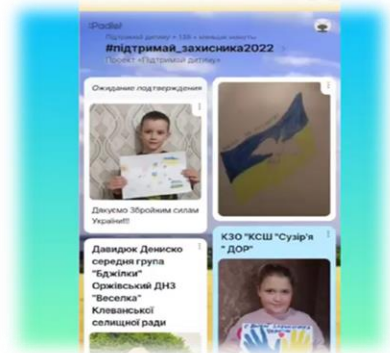 :Padlet
#підтримай_захисника2022
Проект «Підтримай дитину»
Ожидание подтверждения
Дякуємо Збройним силам
України!!!
Давидюк Дениско
середня група
"Бджілки"
Оржівський ДНЗ
"Веселка"
Клеванської
селищної ради
КЗО "КСШ "Сузір'я
" ДОР"